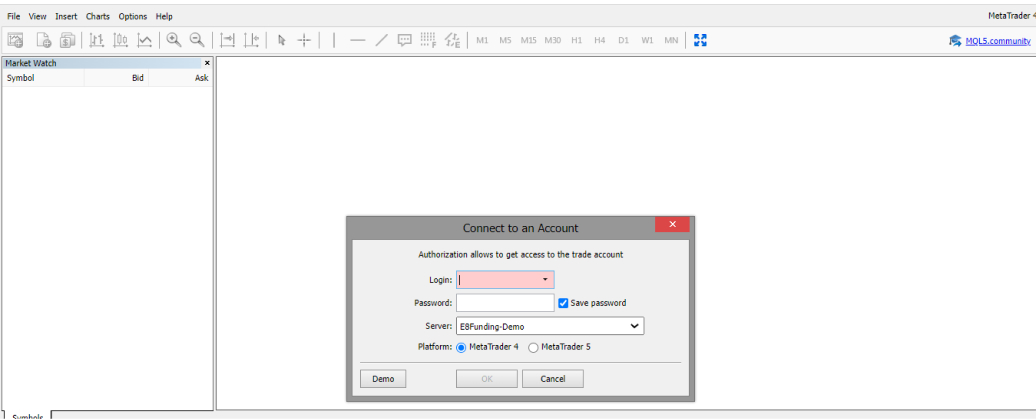 File View Insert Charts Options Help MetaTrader 4
M1 M5 M15 M30 H1 H4 D1 W1 MN MQL5.community
Market Watch x
Symbol Bid Ask
Connect to an Account
Authorization allows to get access to the trade account
Login:
Password: Save password
Server: E8Funding-Demo
Platform: MetaTrader 4 MetaTrader 5
Demo OK Cancel
Symbols